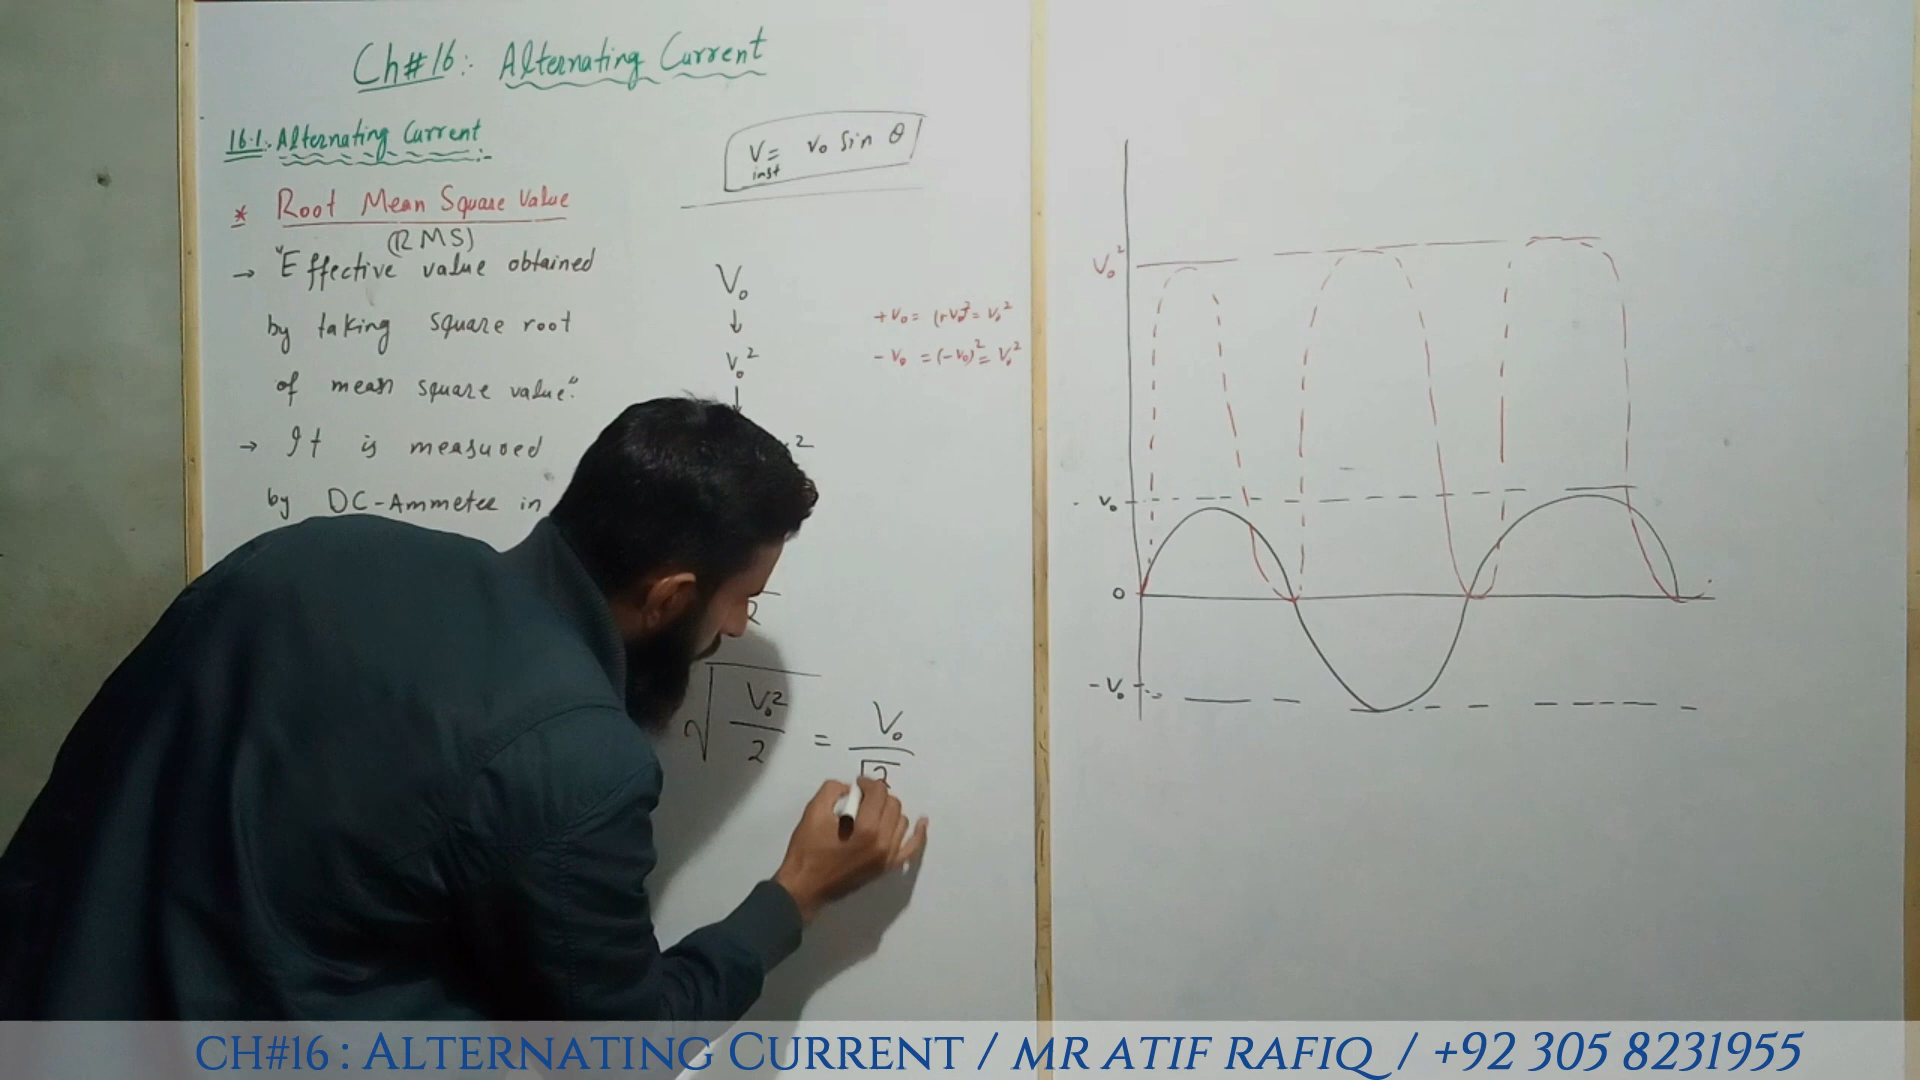 Ch#16: Alternating Current
16.1: Alternating Current
* Root Mean Square Value
(RMS)
→ "Effective value obtained
by taking square root
of mean square value"
→ It is measured
by DC-Ammeter in
V = V₀ Sin θ
inst
V₀
↓
V₀²
↓
2
2
√V₀²/2 = V₀/√2
+V₀ = (+V₀)² = V₀²
-V₀ = (-V₀)² = V₀²
V₀²
V₀
0
-V₀
CH#16 : ALTERNATING CURRENT / MR ATIF RAFIQ / +92 305 8231955